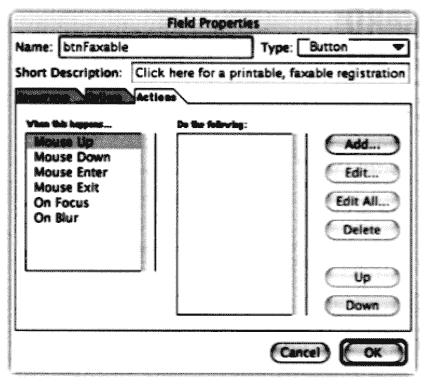 Field Properties
Name: btnFaxable Type: Button
Short Description: Click here for a printable, faxable registration
Actions
When this happens... Do the following:
Mouse Up
Mouse Down
Mouse Enter
Mouse Exit
On Focus
On Blur
Add...
Edit...
Edit All...
Delete
Up
Down
Cancel OK